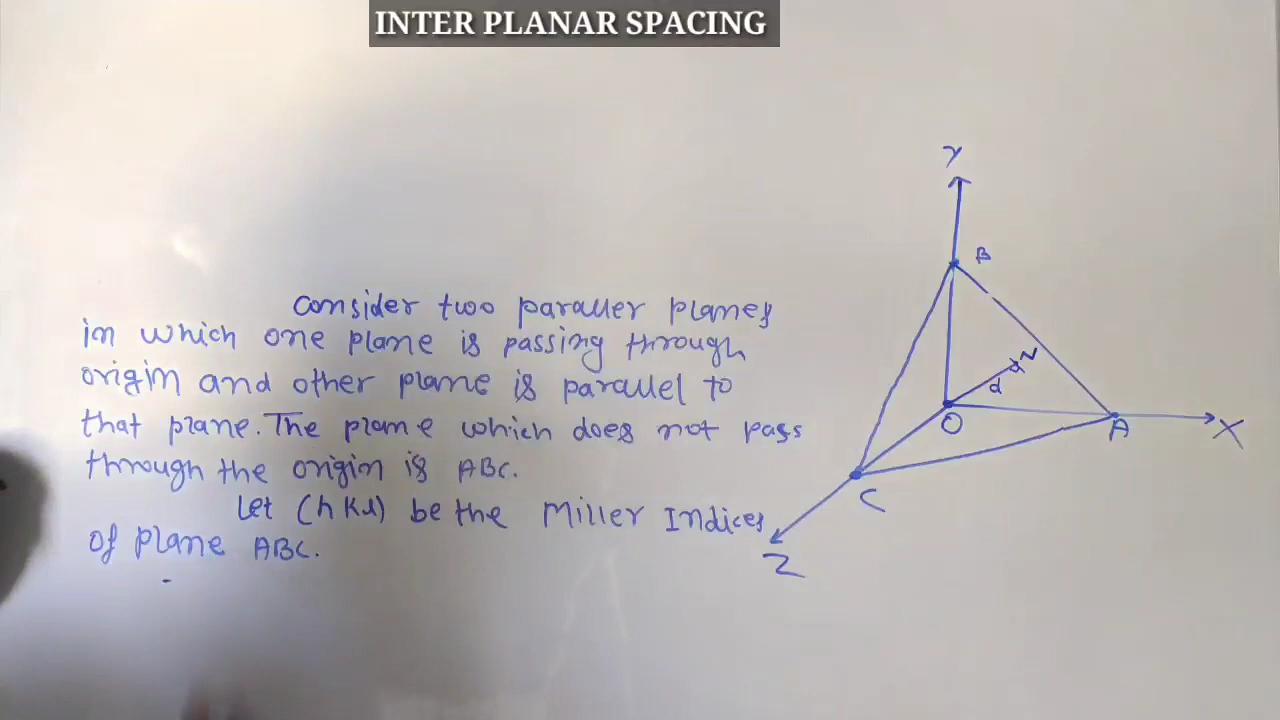 INTER PLANAR SPACING
Consider two parallel planes
in which one plane is passing through
origin and other plane is parallel to
that plane. The plane which does not pass
through the origin is ABC.
Let (hkl) be the Miller Indices
of plane ABC.
Y
B
N
d
O
A
X
C
Z